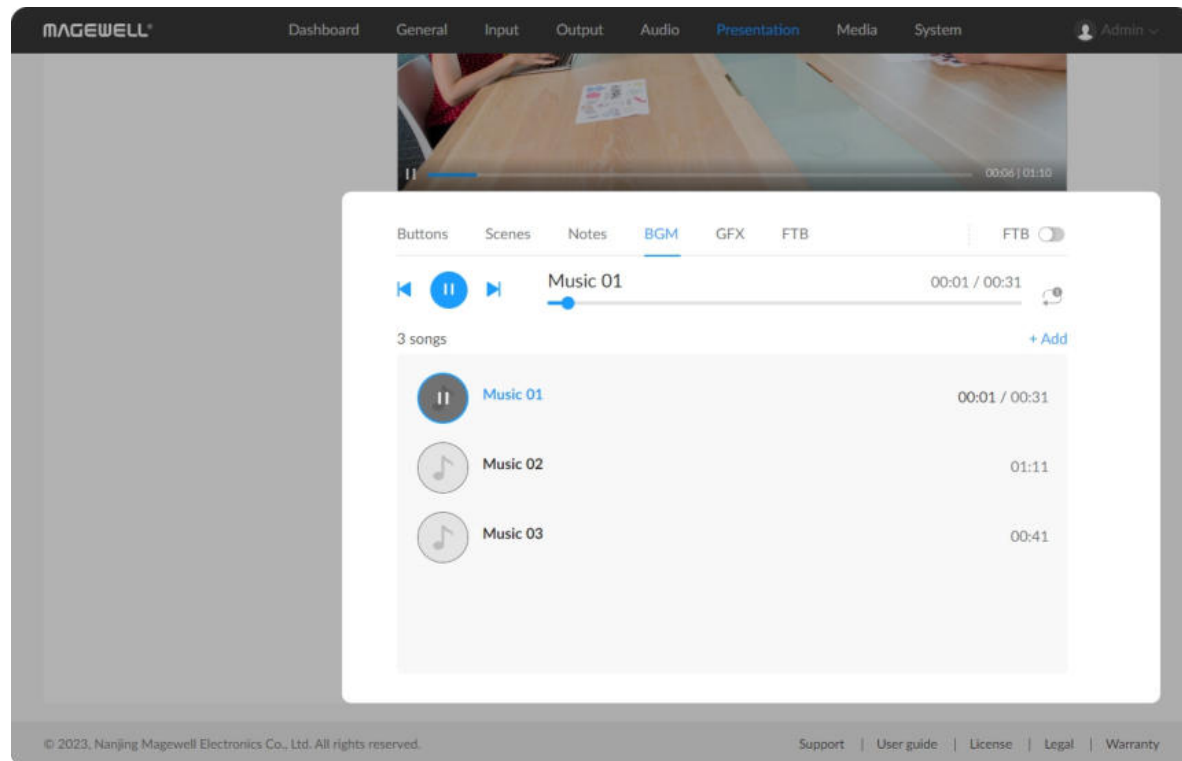 MAGEWELL®
Dashboard General Input Output Audio Presentation Media System Admin
00:06 | 01:10
Buttons Scenes Notes BGM GFX FTB FTB
Music 01 00:01 / 00:31
3 songs + Add
Music 01 00:01 / 00:31
Music 02 01:11
Music 03 00:41
© 2023, Nanjing Magewell Electronics Co., Ltd. All rights reserved. Support | User guide | License | Legal | Warranty